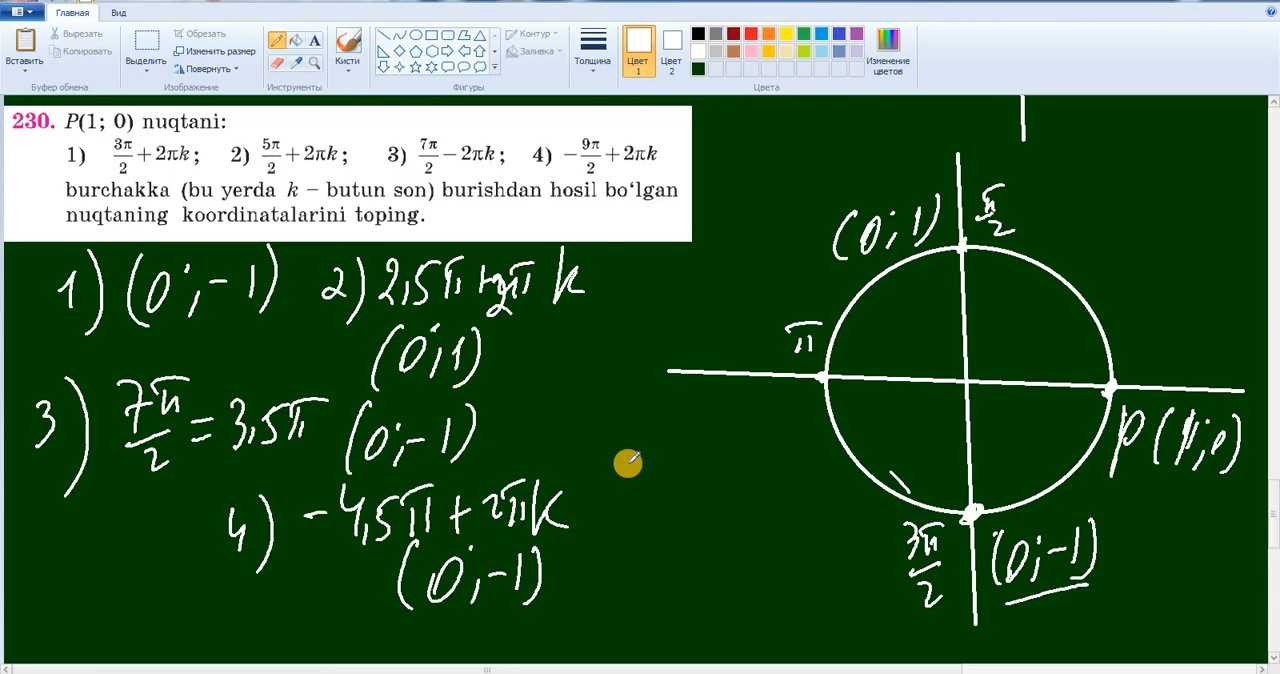 Главная Вид
Вставить
Вырезать
Копировать
Буфер обмена
Выделить
Обрезать
Изменить размер
Повернуть
Изображение
Инструменты
Кисти
Контур
Заливка
Фигуры
Толщина
Цвет 1
Цвет 2
Изменение цветов
Цвета
230. P(1; 0) nuqtani:
1) 3π/2 + 2πk; 2) 5π/2 + 2πk; 3) 7π/2 − 2πk; 4) −9π/2 + 2πk
burchakka (bu yerda k – butun son) burishdan hosil bo‘lgan
nuqtaning koordinatalarini toping.
1) (0; -1) 2) 2,5π + 2π k
(0; 1)
3) 7π/2 = 3,5π (0; -1)
4) - 4,5π + 2πk
(0; -1)
(0; 1) π/2
π
P (1; 0)
3π/2 (0; -1)